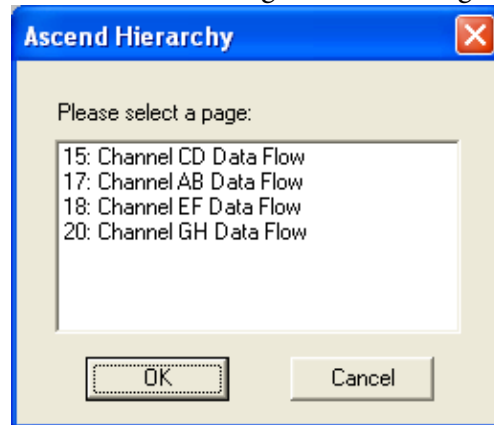 Ascend Hierarchy
Please select a page:
15: Channel CD Data Flow
17: Channel AB Data Flow
18: Channel EF Data Flow
20: Channel GH Data Flow
OK
Cancel